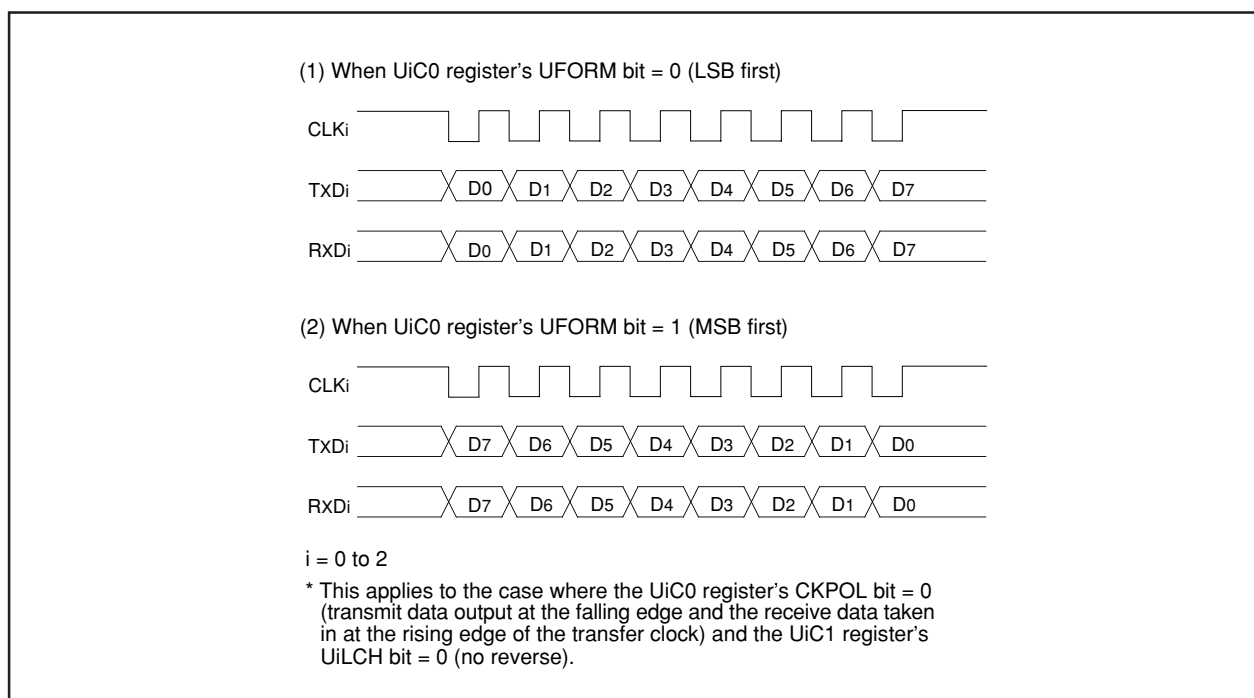 (1) When UiC0 register's UFORM bit = 0 (LSB first)
CLKi
TXDi D0 D1 D2 D3 D4 D5 D6 D7
RXDi D0 D1 D2 D3 D4 D5 D6 D7
(2) When UiC0 register's UFORM bit = 1 (MSB first)
CLKi
TXDi D7 D6 D5 D4 D3 D2 D1 D0
RXDi D7 D6 D5 D4 D3 D2 D1 D0
i = 0 to 2
* This applies to the case where the UiC0 register's CKPOL bit = 0
(transmit data output at the falling edge and the receive data taken
in at the rising edge of the transfer clock) and the UiC1 register's
UiLCH bit = 0 (no reverse).